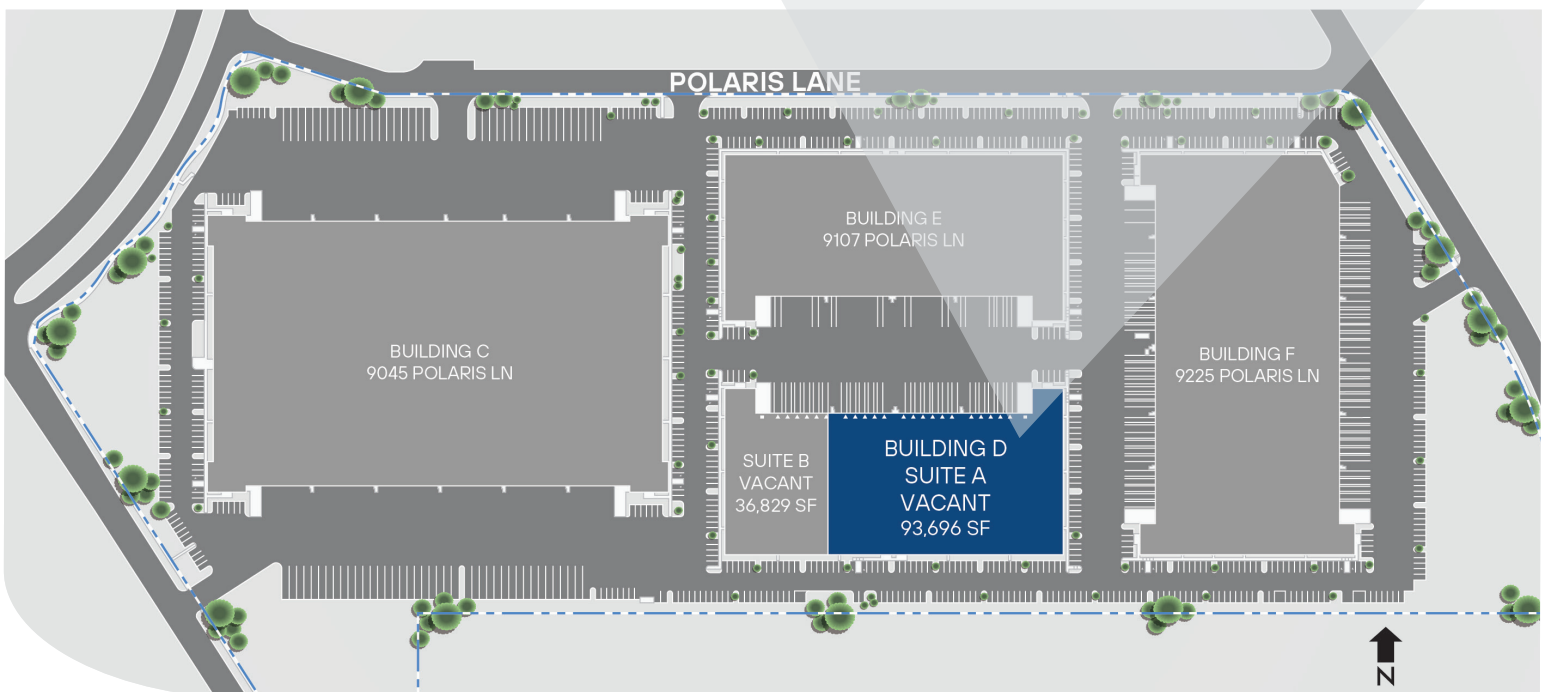 POLARIS LANE
BUILDING E
9107 POLARIS LN
BUILDING C
9045 POLARIS LN
BUILDING F
9225 POLARIS LN
SUITE B
VACANT
36,829 SF
BUILDING D
SUITE A
VACANT
93,696 SF
N